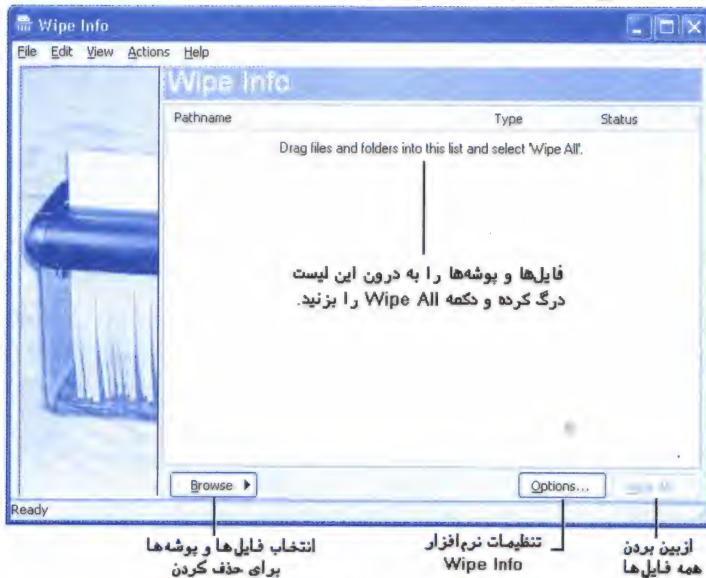 Wipe Info
File Edit View Actions Help
Wipe Info
Pathname Type Status
Drag files and folders into this list and select 'Wipe All'.
فایل‌ها و پوشه‌ها را به درون این لیست
درگ کرده و دکمه Wipe All را بزنید.
Browse Options... Wipe All
Ready
انتخاب فایل‌ها و پوشه‌ها
برای حذف کردن
تنظیمات نرم‌افزار
Wipe Info
ازبین بردن
همه فایل‌ها